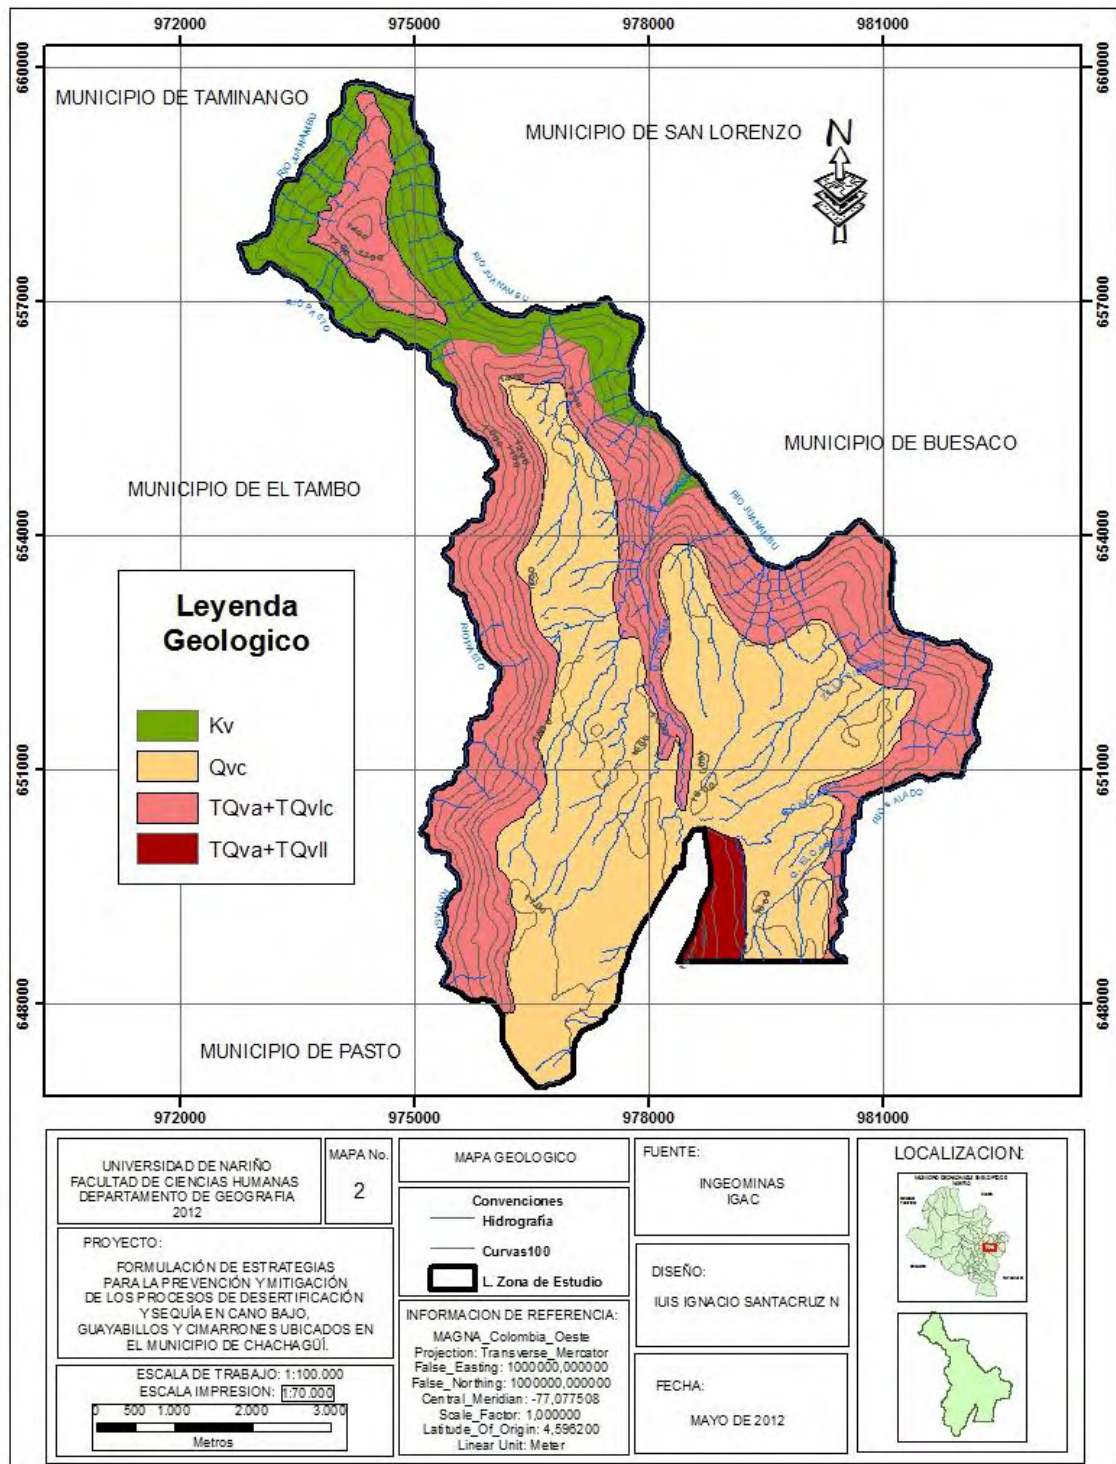 972000 975000 978000 981000
660000 660000
MUNICIPIO DE TAMINANGO
MUNICIPIO DE SAN LORENZO
N
RIO JUANAMBU
RIO JUANAMBU
657000 657000
RIO PASTO
MUNICIPIO DE BUESACO
MUNICIPIO DE EL TAMBO
RIO JUANAMBU
654000 654000
Leyenda
Geologico
Kv
Qvc
TQva+TQvlc
TQva+TQvll
RIO PASTO
651000 651000
648000 648000
MUNICIPIO DE PASTO
972000 975000 978000 981000
UNIVERSIDAD DE NARIÑO
FACULTAD DE CIENCIAS HUMANAS
DEPARTAMENTO DE GEOGRAFIA
2012
MAPA No.
2
PROYECTO:
FORMULACIÓN DE ESTRATEGIAS
PARA LA PREVENCIÓN Y MITIGACIÓN
DE LOS PROCESOS DE DESERTIFICACIÓN
Y SEQUÍA EN CANO BAJO,
GUAYABILLOS Y CIMARRONES UBICADOS EN
EL MUNICIPIO DE CHACHAGÜÍ.
ESCALA DE TRABAJO: 1:100.000
ESCALA IMPRESION: 1:70.000
0 500 1.000 2.000 3.000
Metros
MAPA GEOLOGICO
Convenciones
Hidrografia
Curvas100
L. Zona de Estudio
INFORMACION DE REFERENCIA:
MAGNA_Colombia_Oeste
Projection: Transverse_Mercator
False_Easting: 1000000,000000
False_Northing: 1000000,000000
Central_Meridian: -77,077508
Scale_Factor: 1,000000
Latitude_Of_Origin: 4,596200
Linear Unit: Meter
FUENTE:
INGEOMINAS
IGAC
DISEÑO:
IUIS IGNACIO SANTACRUZ N
FECHA:
MAYO DE 2012
LOCALIZACION: